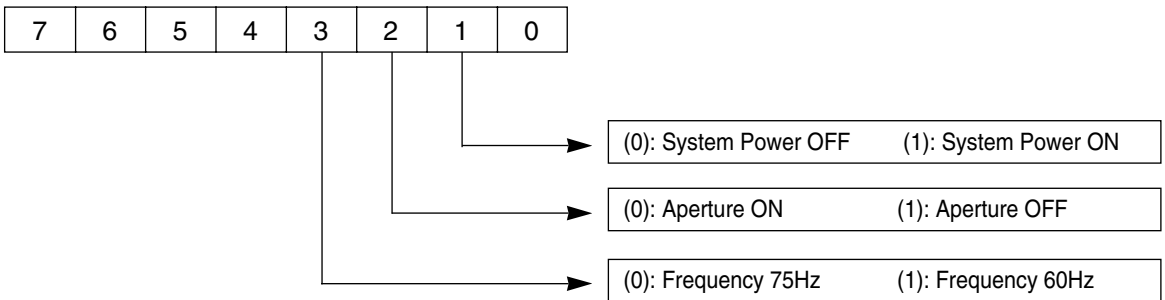 7 6 5 4 3 2 1 0
(0): System Power OFF (1): System Power ON
(0): Aperture ON (1): Aperture OFF
(0): Frequency 75Hz (1): Frequency 60Hz